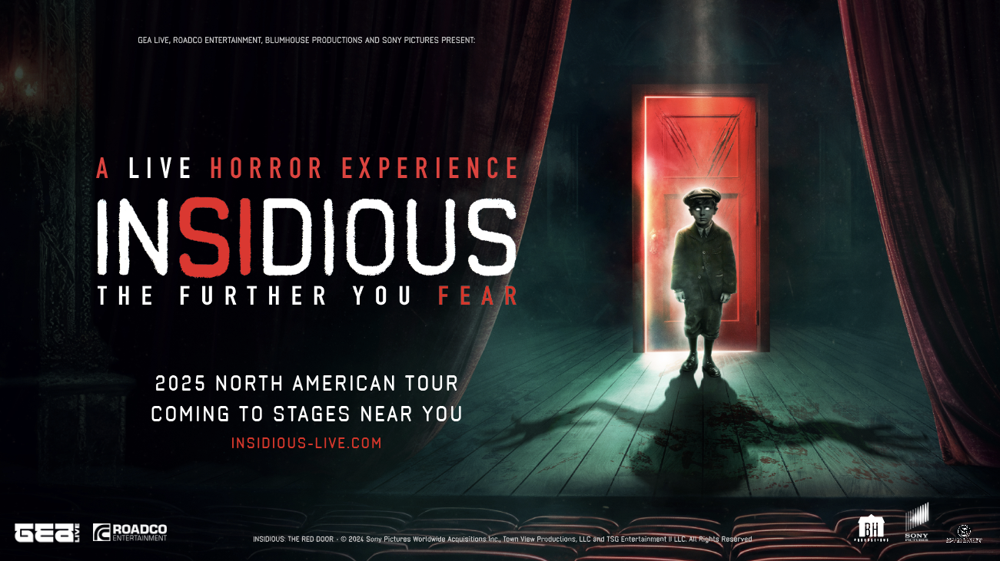 GEA LIVE, ROADCO ENTERTAINMENT, BLUMHOUSE PRODUCTIONS AND SONY PICTURES PRESENT:
A LIVE HORROR EXPERIENCE
INSIDIOUS
THE FURTHER YOU FEAR
2025 NORTH AMERICAN TOUR
COMING TO STAGES NEAR YOU
INSIDIOUS-LIVE.COM
GEA LIVE
ROADCO
ENTERTAINMENT
INSIDIOUS: THE RED DOOR - © 2024 Sony Pictures Worldwide Acquisitions Inc., Town View Productions, LLC and TSG Entertainment II LLC. All Rights Reserved
BH
PRODUCTIONS
SONY
PICTURES